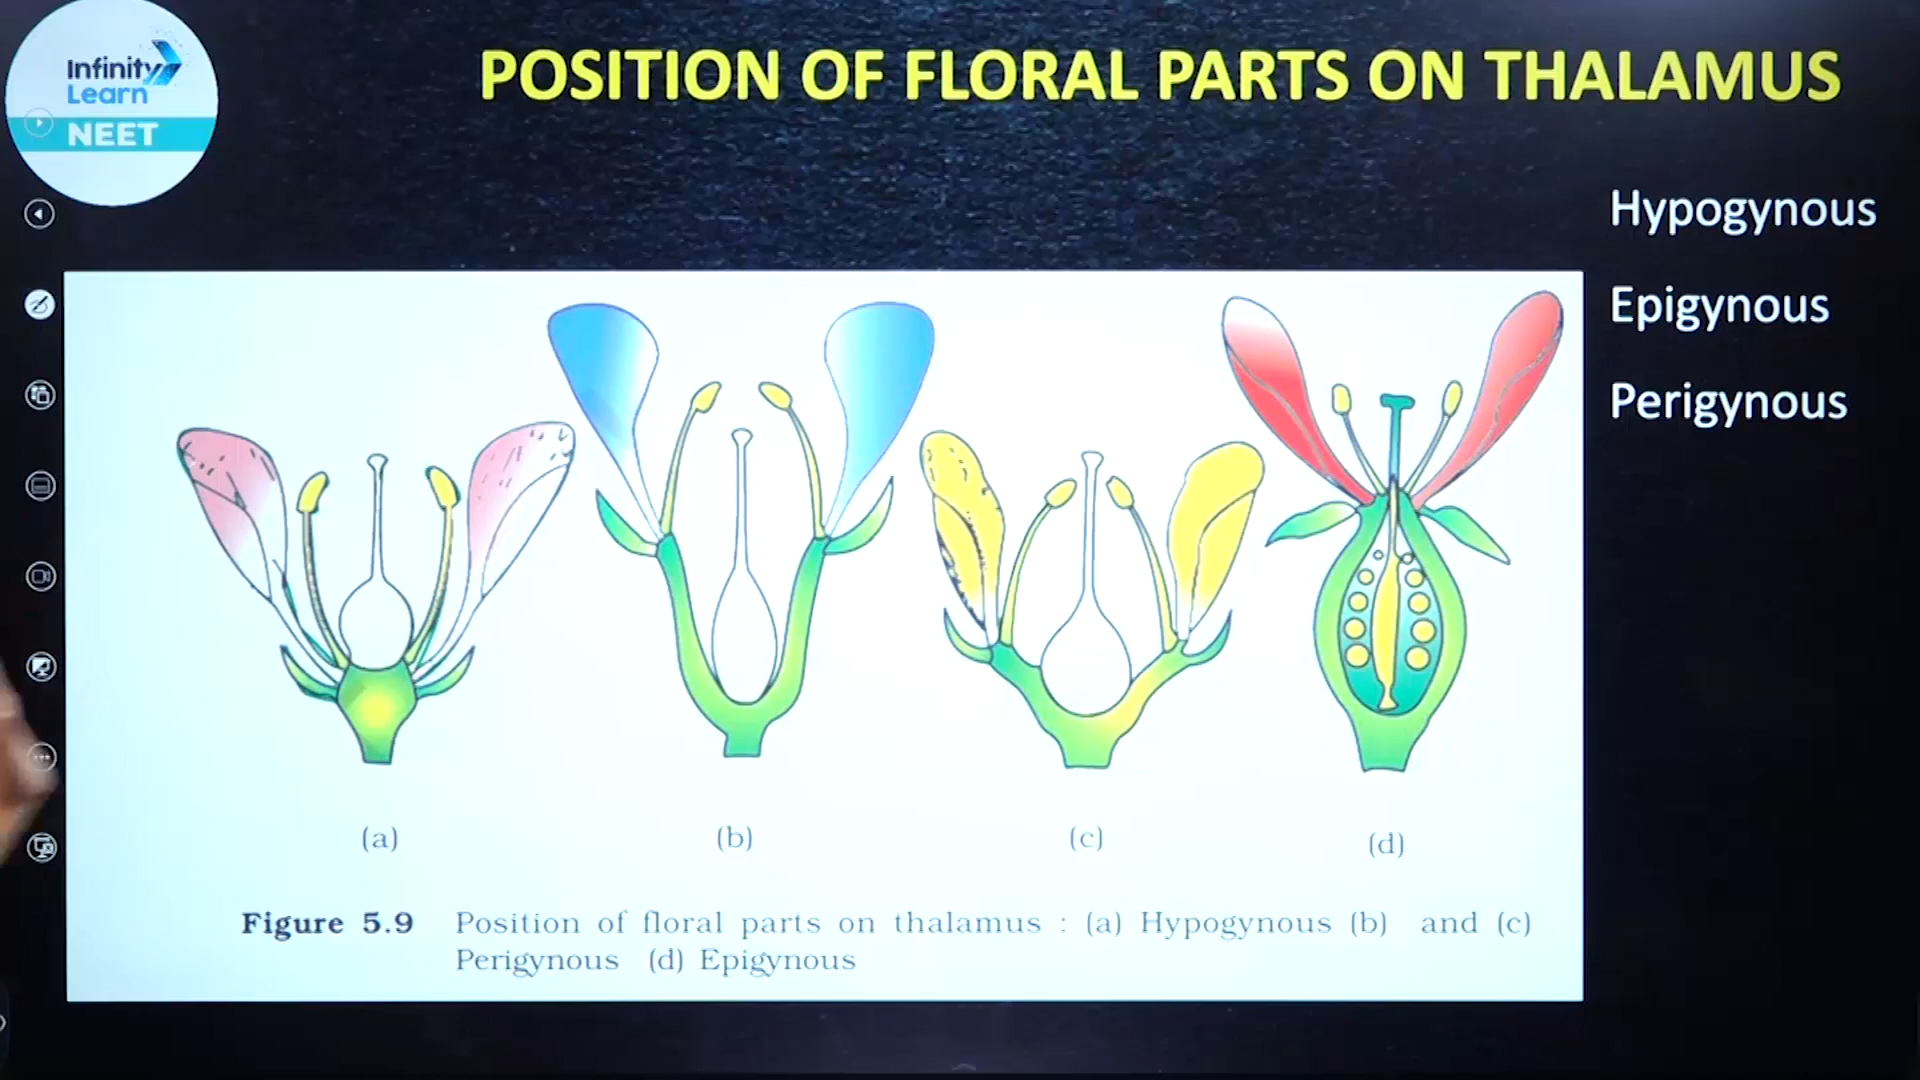 Infinity
Learn
NEET
POSITION OF FLORAL PARTS ON THALAMUS
Hypogynous
Epigynous
Perigynous
(a)
(b)
(c)
(d)
Figure 5.9 Position of floral parts on thalamus : (a) Hypogynous (b) and (c)
Perigynous (d) Epigynous